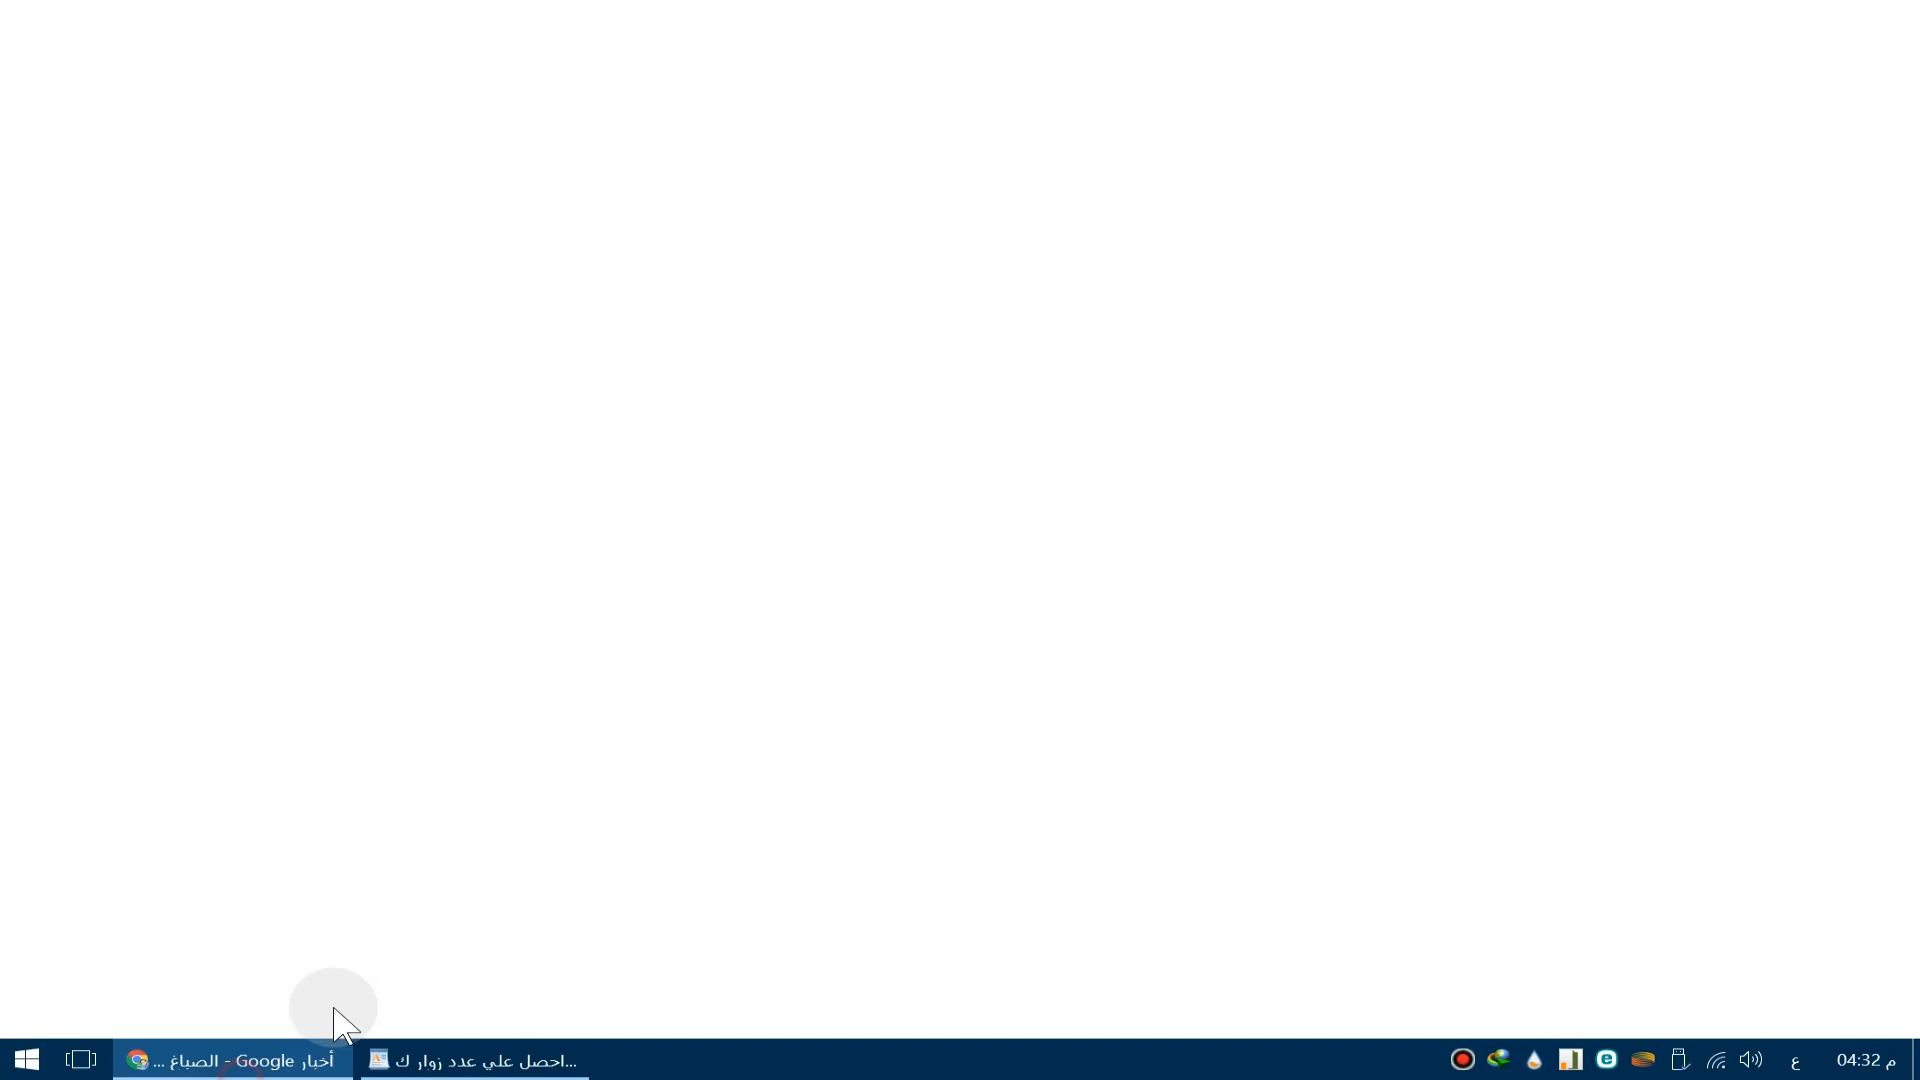 أخبار Google - الصباغ ...
احصل علي عدد زوار ك...
ع
04:32 م